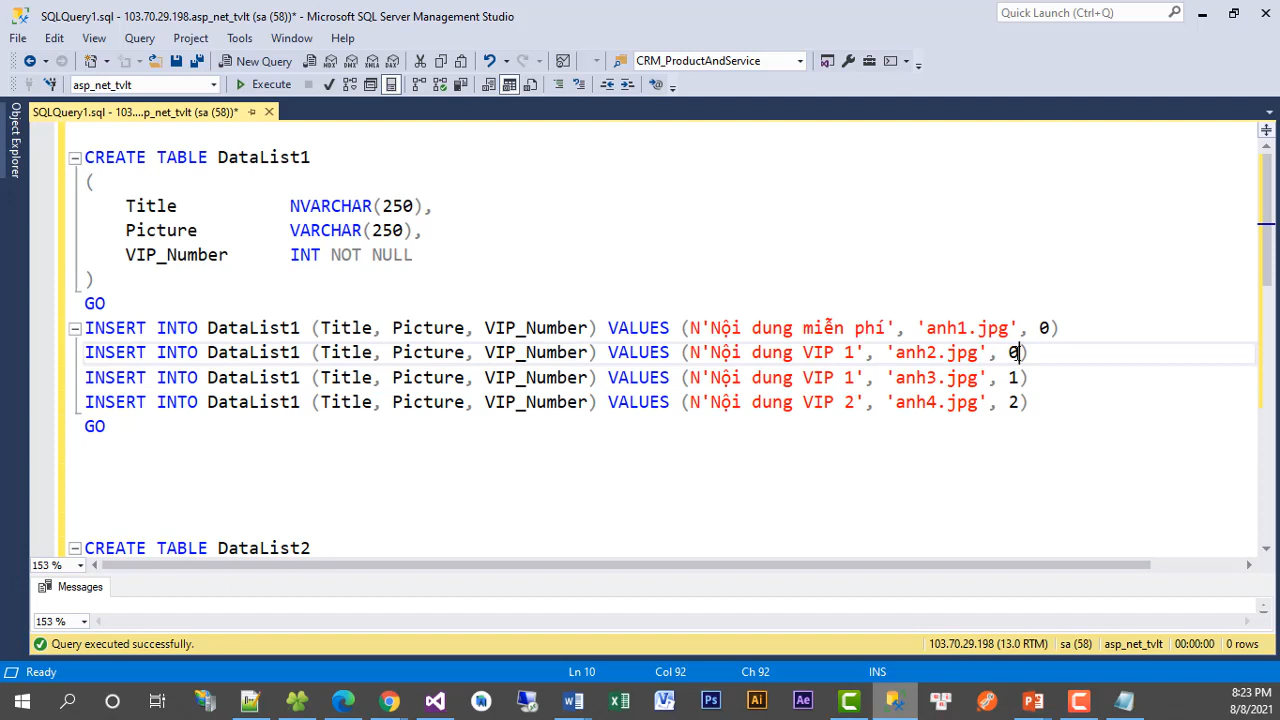 SQLQuery1.sql - 103.70.29.198.asp_net_tvlt (sa (58))* - Microsoft SQL Server Management Studio
Quick Launch (Ctrl+Q)
File Edit View Query Project Tools Window Help
New Query MDX DMX XMLA DAX CRM_ProductAndService
asp_net_tvlt Execute
SQLQuery1.sql - 103....p_net_tvlt (sa (58))*
Object Explorer
CREATE TABLE DataList1
(
Title NVARCHAR(250),
Picture VARCHAR(250),
VIP_Number INT NOT NULL
)
GO
INSERT INTO DataList1 (Title, Picture, VIP_Number) VALUES (N'Nội dung miễn phí', 'anh1.jpg', 0)
INSERT INTO DataList1 (Title, Picture, VIP_Number) VALUES (N'Nội dung VIP 1', 'anh2.jpg', 0)
INSERT INTO DataList1 (Title, Picture, VIP_Number) VALUES (N'Nội dung VIP 1', 'anh3.jpg', 1)
INSERT INTO DataList1 (Title, Picture, VIP_Number) VALUES (N'Nội dung VIP 2', 'anh4.jpg', 2)
GO
CREATE TABLE DataList2
153 %
Messages
153 %
Query executed successfully. 103.70.29.198 (13.0 RTM) sa (58) asp_net_tvlt 00:00:00 0 rows
Ready Ln 10 Col 92 Ch 92 INS
Ps Ai Ae
8:23 PM
8/8/2021